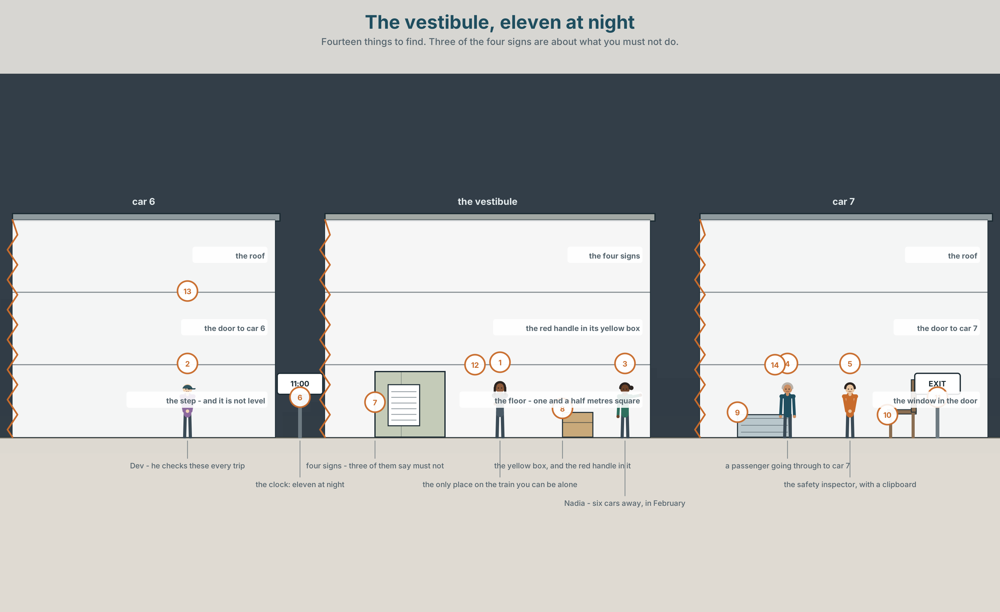 The vestibule, eleven at night
Fourteen things to find. Three of the four signs are about what you must not do.
car 6
the vestibule
car 7
the roof
the four signs
the roof
13
the door to car 6
the red handle in its yellow box
the door to car 7
2
12
1
3
14
4
5
11:00
EXIT
the step - and it is not level
6
7
the floor - one and a half metres square
8
9
the window in the door
11
10
Dev - he checks these every trip
four signs - three of them say must not
the yellow box, and the red handle in it
a passenger going through to car 7
the clock: eleven at night
the only place on the train you can be alone
the safety inspector, with a clipboard
Nadia - six cars away, in February